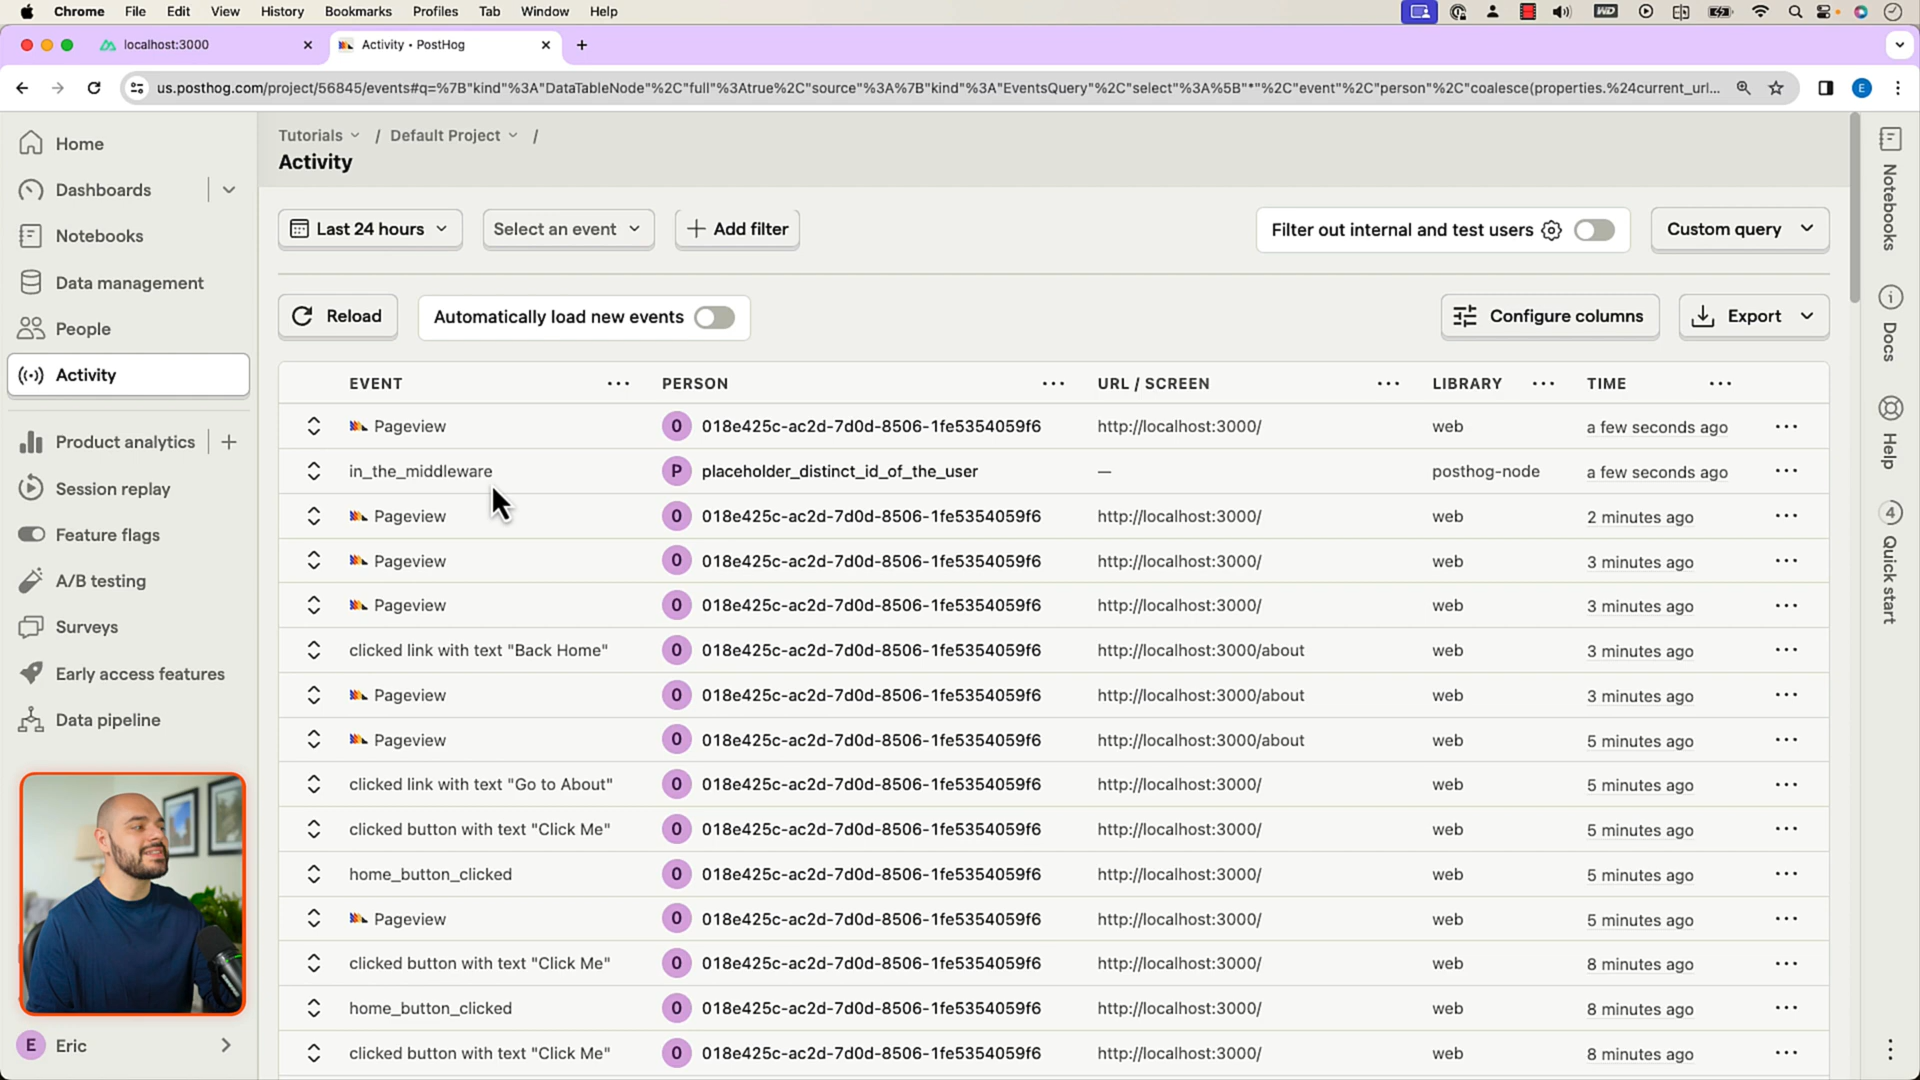 Chrome File Edit View History Bookmarks Profiles Tab Window Help
localhost:3000
Activity • PostHog
us.posthog.com/project/56845/events#q=%7B"kind"%3A"DataTableNode"%2C"full"%3Atrue%2C"source"%3A%7B"kind"%3A"EventsQuery"%2C"select"%3A%5B"*"%2C"event"%2C"person"%2C"coalesce(properties.%24current_url...
E
Home
Dashboards
Notebooks
Data management
People
Activity
Product analytics
Session replay
Feature flags
A/B testing
Surveys
Early access features
Data pipeline
E Eric
Tutorials / Default Project /
Activity
Last 24 hours Select an event Add filter Filter out internal and test users Custom query
Reload Automatically load new events Configure columns Export
EVENT PERSON URL / SCREEN LIBRARY TIME
Pageview 0 018e425c-ac2d-7d0d-8506-1fe5354059f6 http://localhost:3000/ web a few seconds ago
in_the_middleware P placeholder_distinct_id_of_the_user — posthog-node a few seconds ago
Pageview 0 018e425c-ac2d-7d0d-8506-1fe5354059f6 http://localhost:3000/ web 2 minutes ago
Pageview 0 018e425c-ac2d-7d0d-8506-1fe5354059f6 http://localhost:3000/ web 3 minutes ago
Pageview 0 018e425c-ac2d-7d0d-8506-1fe5354059f6 http://localhost:3000/ web 3 minutes ago
clicked link with text "Back Home" 0 018e425c-ac2d-7d0d-8506-1fe5354059f6 http://localhost:3000/about web 3 minutes ago
Pageview 0 018e425c-ac2d-7d0d-8506-1fe5354059f6 http://localhost:3000/about web 3 minutes ago
Pageview 0 018e425c-ac2d-7d0d-8506-1fe5354059f6 http://localhost:3000/about web 5 minutes ago
clicked link with text "Go to About" 0 018e425c-ac2d-7d0d-8506-1fe5354059f6 http://localhost:3000/ web 5 minutes ago
clicked button with text "Click Me" 0 018e425c-ac2d-7d0d-8506-1fe5354059f6 http://localhost:3000/ web 5 minutes ago
home_button_clicked 0 018e425c-ac2d-7d0d-8506-1fe5354059f6 http://localhost:3000/ web 5 minutes ago
Pageview 0 018e425c-ac2d-7d0d-8506-1fe5354059f6 http://localhost:3000/ web 5 minutes ago
clicked button with text "Click Me" 0 018e425c-ac2d-7d0d-8506-1fe5354059f6 http://localhost:3000/ web 8 minutes ago
home_button_clicked 0 018e425c-ac2d-7d0d-8506-1fe5354059f6 http://localhost:3000/ web 8 minutes ago
clicked button with text "Click Me" 0 018e425c-ac2d-7d0d-8506-1fe5354059f6 http://localhost:3000/ web 8 minutes ago
Notebooks
Docs
Help
4 Quick start